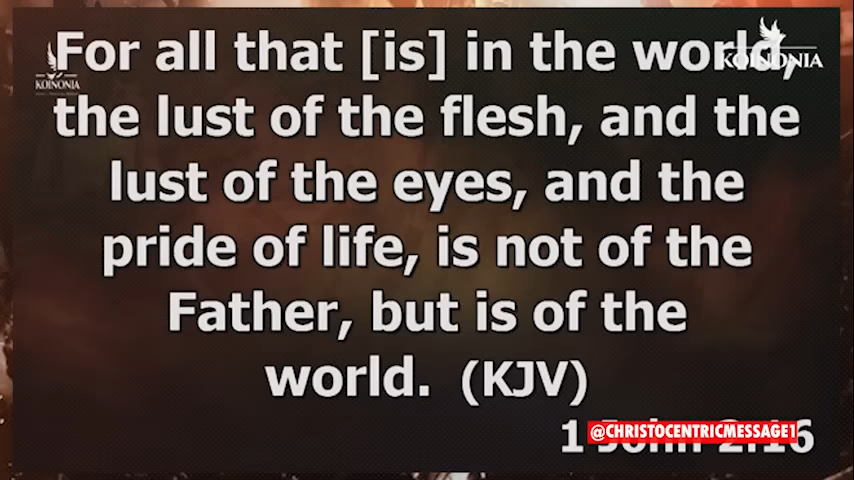 For all that [is] in the world,
the lust of the flesh, and the
lust of the eyes, and the
pride of life, is not of the
Father, but is of the
world. (KJV)
1 John 2:16
@CHRISTOCENTRICMESSAGE1
KOINONIA
KOINONIA